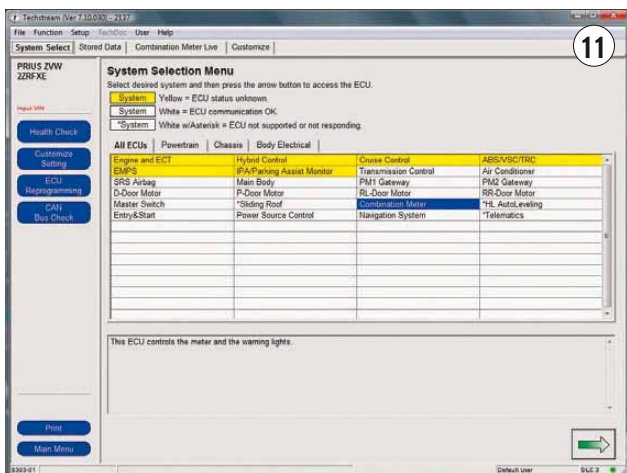 Techstream (Ver 7.10.030) - 2137
File Function Setup TechDoc User Help
System Select Stored Data Combination Meter Live Customize
11
PRIUS ZVW
2ZRFXE
Input VIN
Health Check
Customize
Setting
ECU
Reprogramming
CAN
Bus Check
Print
Main Menu
System Selection Menu
Select desired system and then press the arrow button to access the ECU.
System Yellow = ECU status unknown.
System White = ECU communication OK.
*System White w/Asterisk = ECU not supported or not responding.
All ECUs Powertrain Chassis Body Electrical
Engine and ECT Hybrid Control Cruise Control ABS/VSC/TRC
EMPS IPA/Parking Assist Monitor Transmission Control Air Conditioner
SRS Airbag Main Body PM1 Gateway PM2 Gateway
D-Door Motor P-Door Motor RL-Door Motor RR-Door Motor
Master Switch *Sliding Roof Combination Meter *HL AutoLeveling
Entry&Start Power Source Control Navigation System *Telematics
This ECU controls the meter and the warning lights.
S303-01 Default User DLC 3